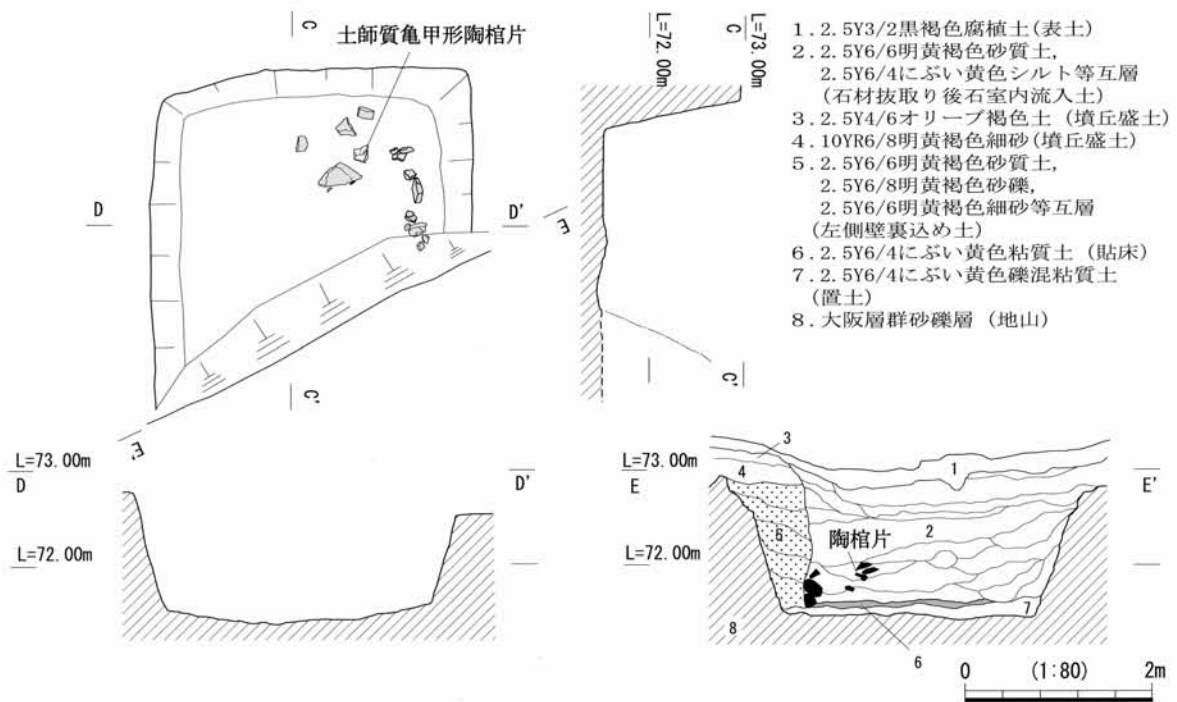 C
土師質亀甲形陶棺片
L=72.00m
L=73.00m
C
1.2.5Y3/2黒褐色腐植土(表土)
2.2.5Y6/6明黄褐色砂質土,
2.5Y6/4にぶい黄色シルト等互層
(石材抜取り後石室内流入土)
3.2.5Y4/6オリーブ褐色土 (墳丘盛土)
4.10YR6/8明黄褐色細砂(墳丘盛土)
5.2.5Y6/6明黄褐色砂質土,
2.5Y6/8明黄褐色砂礫,
2.5Y6/6明黄褐色細砂等互層
(左側壁裏込め土)
6.2.5Y6/4にぶい黄色粘質土 (貼床)
7.2.5Y6/4にぶい黄色礫混粘質土
(置土)
8.大阪層群砂礫層 (地山)
D
D'
E
C'
C'
E'
L=73.00m
D
D'
L=72.00m
L=73.00m
E
E'
L=72.00m
3
4
1
2
6
陶棺片
7
8
6
0
(1:80)
2m